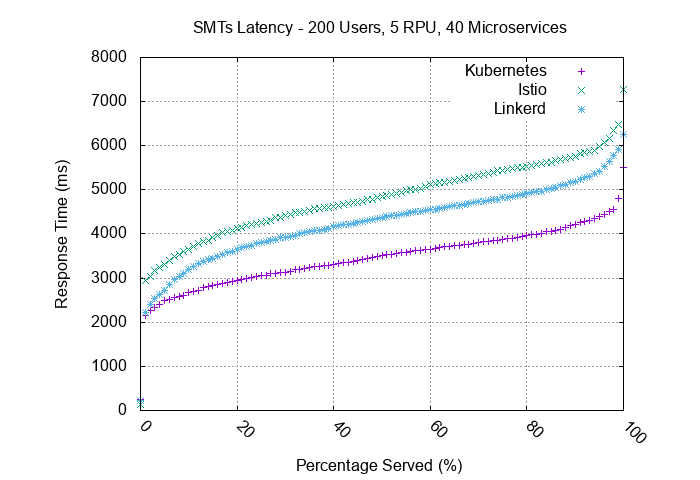 SMTs Latency - 200 Users, 5 RPU, 40 Microservices
8000
7000
6000
5000
4000
3000
2000
1000
0
Response Time (ms)
Kubernetes
Istio
Linkerd
0
20
40
60
80
100
Percentage Served (%)